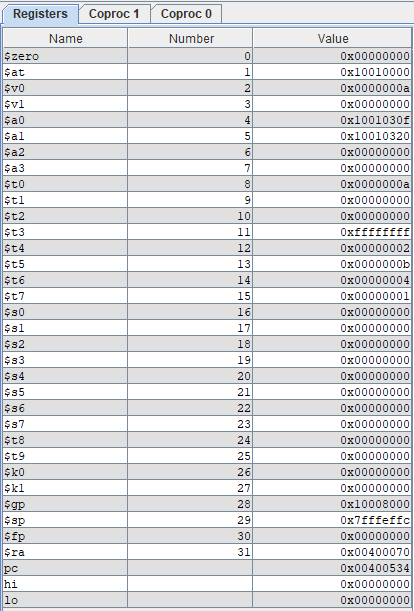 Registers Coproc 1 Coproc 0
Name Number Value
$zero 0 0x00000000
$at 1 0x10010000
$v0 2 0x0000000a
$v1 3 0x00000000
$a0 4 0x1001030f
$a1 5 0x10010320
$a2 6 0x00000000
$a3 7 0x00000000
$t0 8 0x0000000a
$t1 9 0x00000000
$t2 10 0x00000000
$t3 11 0xffffffff
$t4 12 0x00000002
$t5 13 0x0000000b
$t6 14 0x00000004
$t7 15 0x00000001
$s0 16 0x00000000
$s1 17 0x00000000
$s2 18 0x00000000
$s3 19 0x00000000
$s4 20 0x00000000
$s5 21 0x00000000
$s6 22 0x00000000
$s7 23 0x00000000
$t8 24 0x00000000
$t9 25 0x00000000
$k0 26 0x00000000
$k1 27 0x00000000
$gp 28 0x10008000
$sp 29 0x7fffeffc
$fp 30 0x00000000
$ra 31 0x00400070
pc 0x00400534
hi 0x00000000
lo 0x00000000